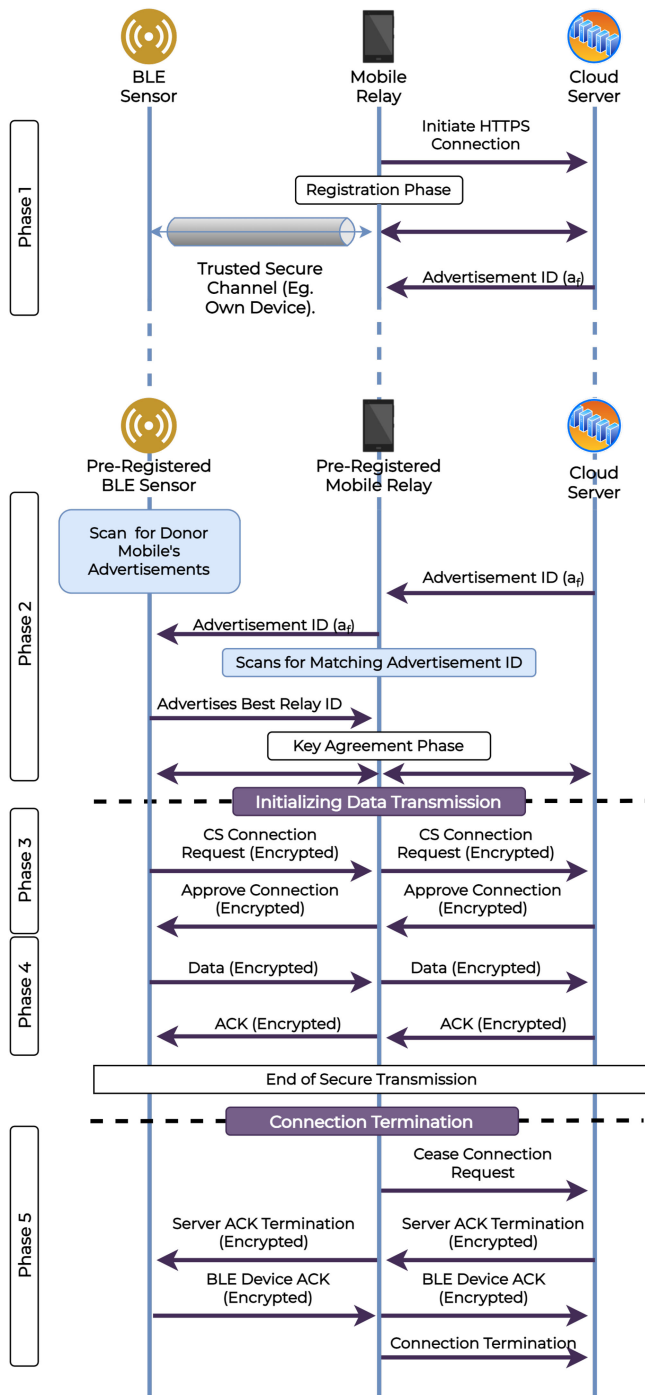 BLE
Sensor
Mobile
Relay
Cloud
Server
Phase 1
Initiate HTTPS
Connection
Registration Phase
Trusted Secure
Channel (Eg.
Own Device).
Advertisement ID (af)
Pre-Registered
BLE Sensor
Pre-Registered
Mobile Relay
Cloud
Server
Phase 2
Scan for Donor
Mobile's
Advertisements
Advertisement ID (af)
Advertisement ID (af)
Scans for Matching Advertisement ID
Advertises Best Relay ID
Key Agreement Phase
Initializing Data Transmission
Phase 3
CS Connection
Request (Encrypted)
CS Connection
Request (Encrypted)
Approve Connection
(Encrypted)
Approve Connection
(Encrypted)
Phase 4
Data (Encrypted)
Data (Encrypted)
ACK (Encrypted)
ACK (Encrypted)
End of Secure Transmission
Connection Termination
Phase 5
Cease Connection
Request
Server ACK Termination
(Encrypted)
Server ACK Termination
(Encrypted)
BLE Device ACK
(Encrypted)
BLE Device ACK
(Encrypted)
Connection Termination